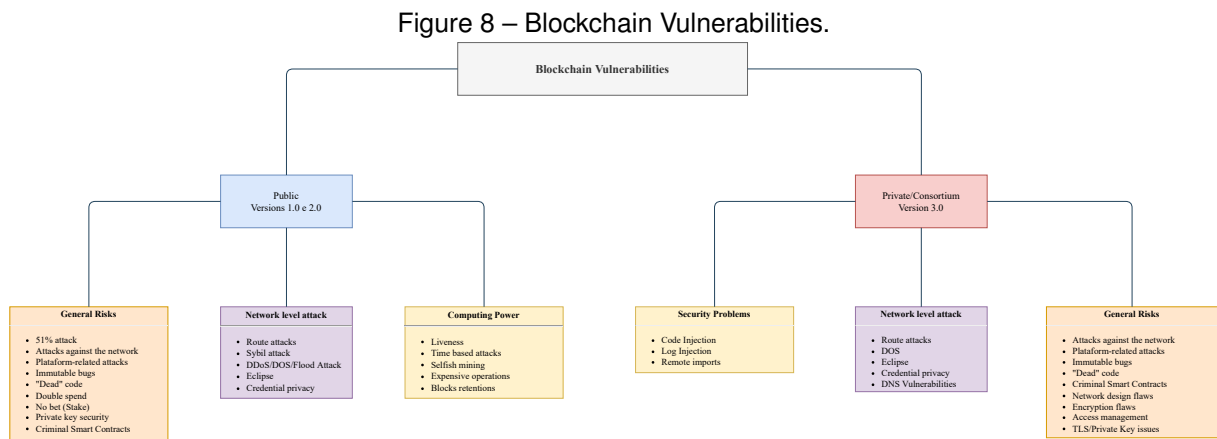 Figure 8 – Blockchain Vulnerabilities.
Blockchain Vulnerabilities
Public
Versions 1.0 e 2.0
Private/Consortium
Version 3.0
General Risks
• 51% attack
• Attacks against the network
• Plataform-related attacks
• Immutable bugs
• "Dead" code
• Double spend
• No bet (Stake)
• Private key security
• Criminal Smart Contracts
Network level attack
• Route attacks
• Sybil attack
• DDoS/DOS/Flood Attack
• Eclipse
• Credential privacy
Computing Power
• Liveness
• Time based attacks
• Selfish mining
• Expensive operations
• Blocks retentions
Security Problems
• Code Injection
• Log Injection
• Remote imports
Network level attack
• Route attacks
• DOS
• Eclipse
• Credential privacy
• DNS Vulnerabilities
General Risks
• Attacks against the network
• Plataform-related attacks
• Immutable bugs
• "Dead" code
• Criminal Smart Contracts
• Network design flaws
• Encryption flaws
• Access management
• TLS/Private Key issues